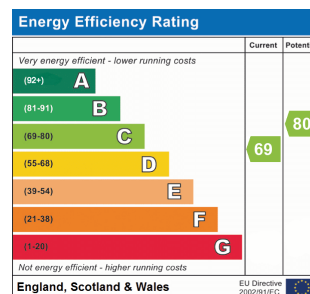 Energy Efficiency Rating
Current Potenti
Very energy efficient - lower running costs
(92+) A
(81-91) B
(69-80) C
(55-68) D
(39-54) E
(21-38) F
(1-20) G
69
80
Not energy efficient - higher running costs
England, Scotland & Wales
EU Directive
2002/91/EC